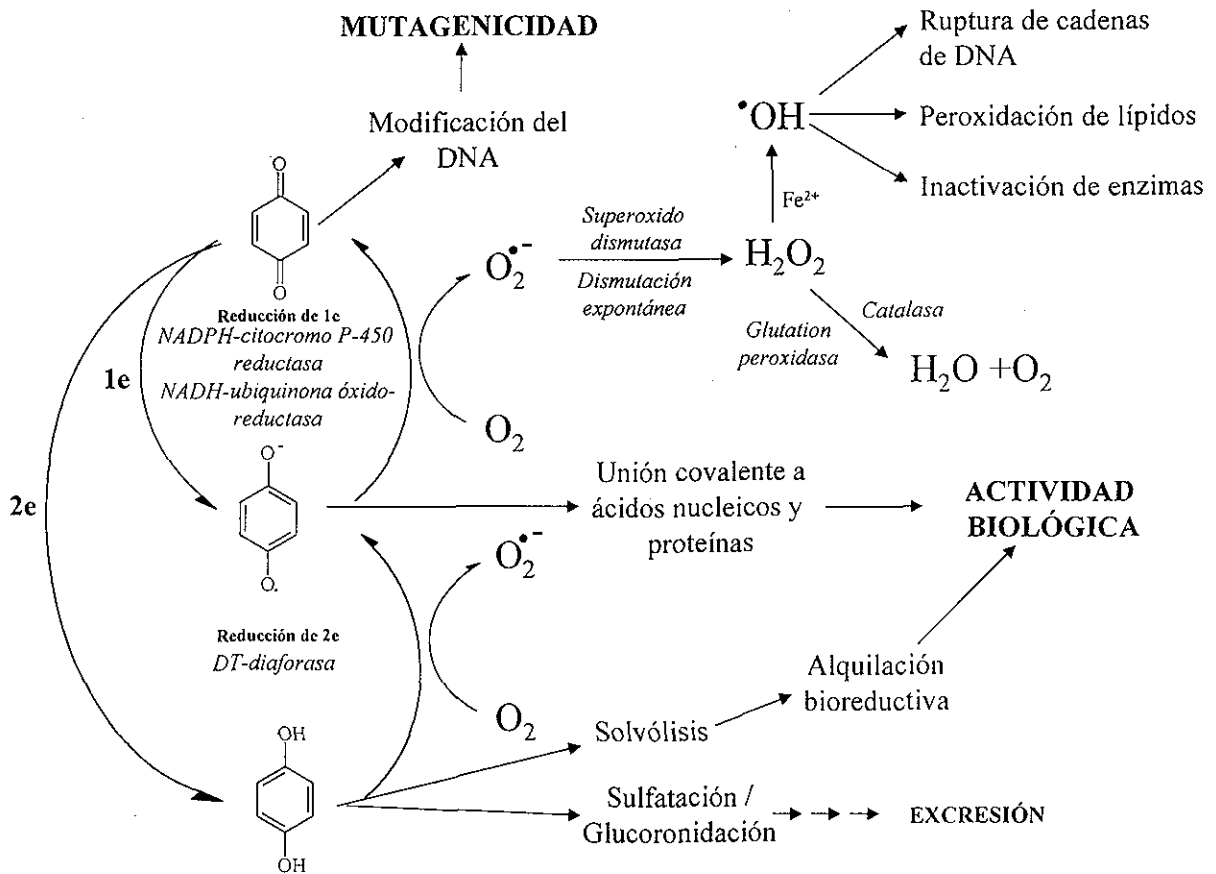 MUTAGENICIDAD
Modificación del
DNA
Ruptura de cadenas
de DNA
•OH
Peroxidación de lípidos
Inactivación de enzimas
Fe²⁺
O
O
Superoxido
dismutasa
O₂•⁻
H₂O₂
Dismutación
expontánea
Catalasa
Glutation
peroxidasa
H₂O +O₂
Reducción de 1e
NADPH-citocromo P-450
reductasa
NADH-ubiquinona óxido-
reductasa
1e
O₂
2e
O⁻
O.
Unión covalente a
ácidos nucleicos y
proteínas
ACTIVIDAD
BIOLÓGICA
O₂•⁻
Reducción de 2e
DT-diaforasa
O₂
Alquilación
bioreductiva
Solvólisis
OH
OH
Sulfatación /
Glucoronidación
EXCRESIÓN